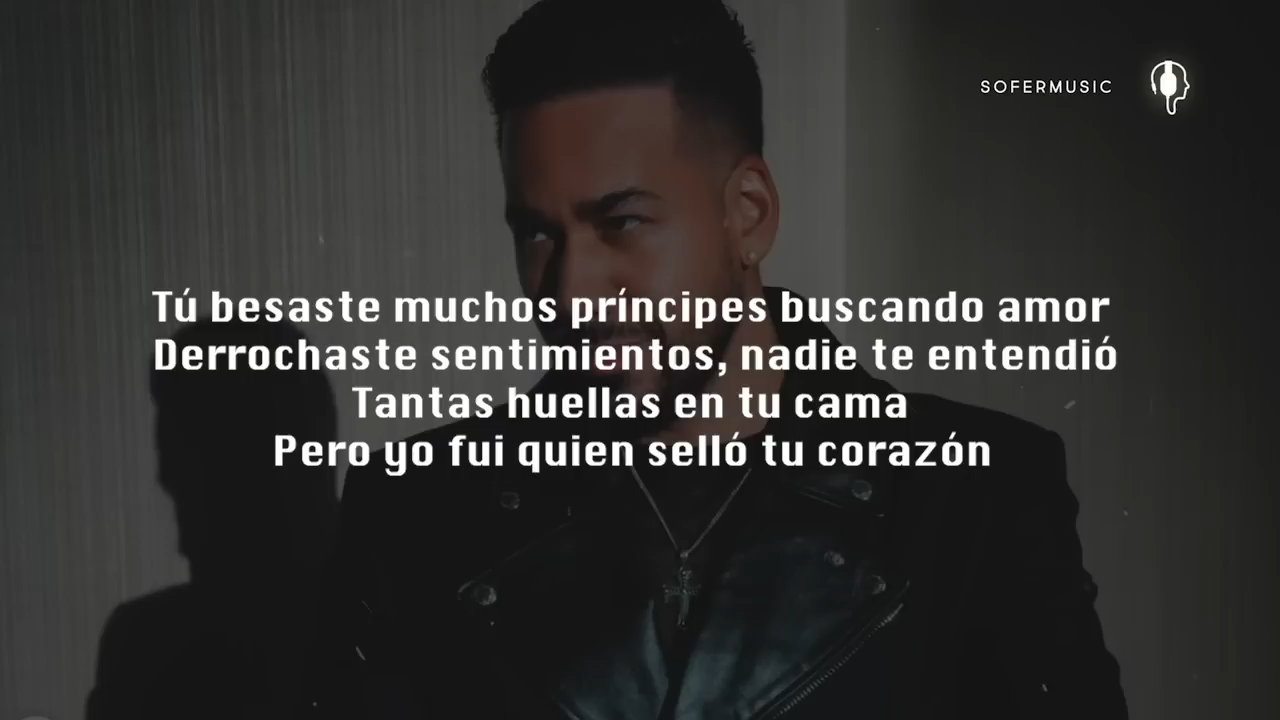 SOFERMUSIC
Tú besaste muchos príncipes buscando amor
Derrochaste sentimientos, nadie te entendió
Tantas huellas en tu cama
Pero yo fui quien selló tu corazón